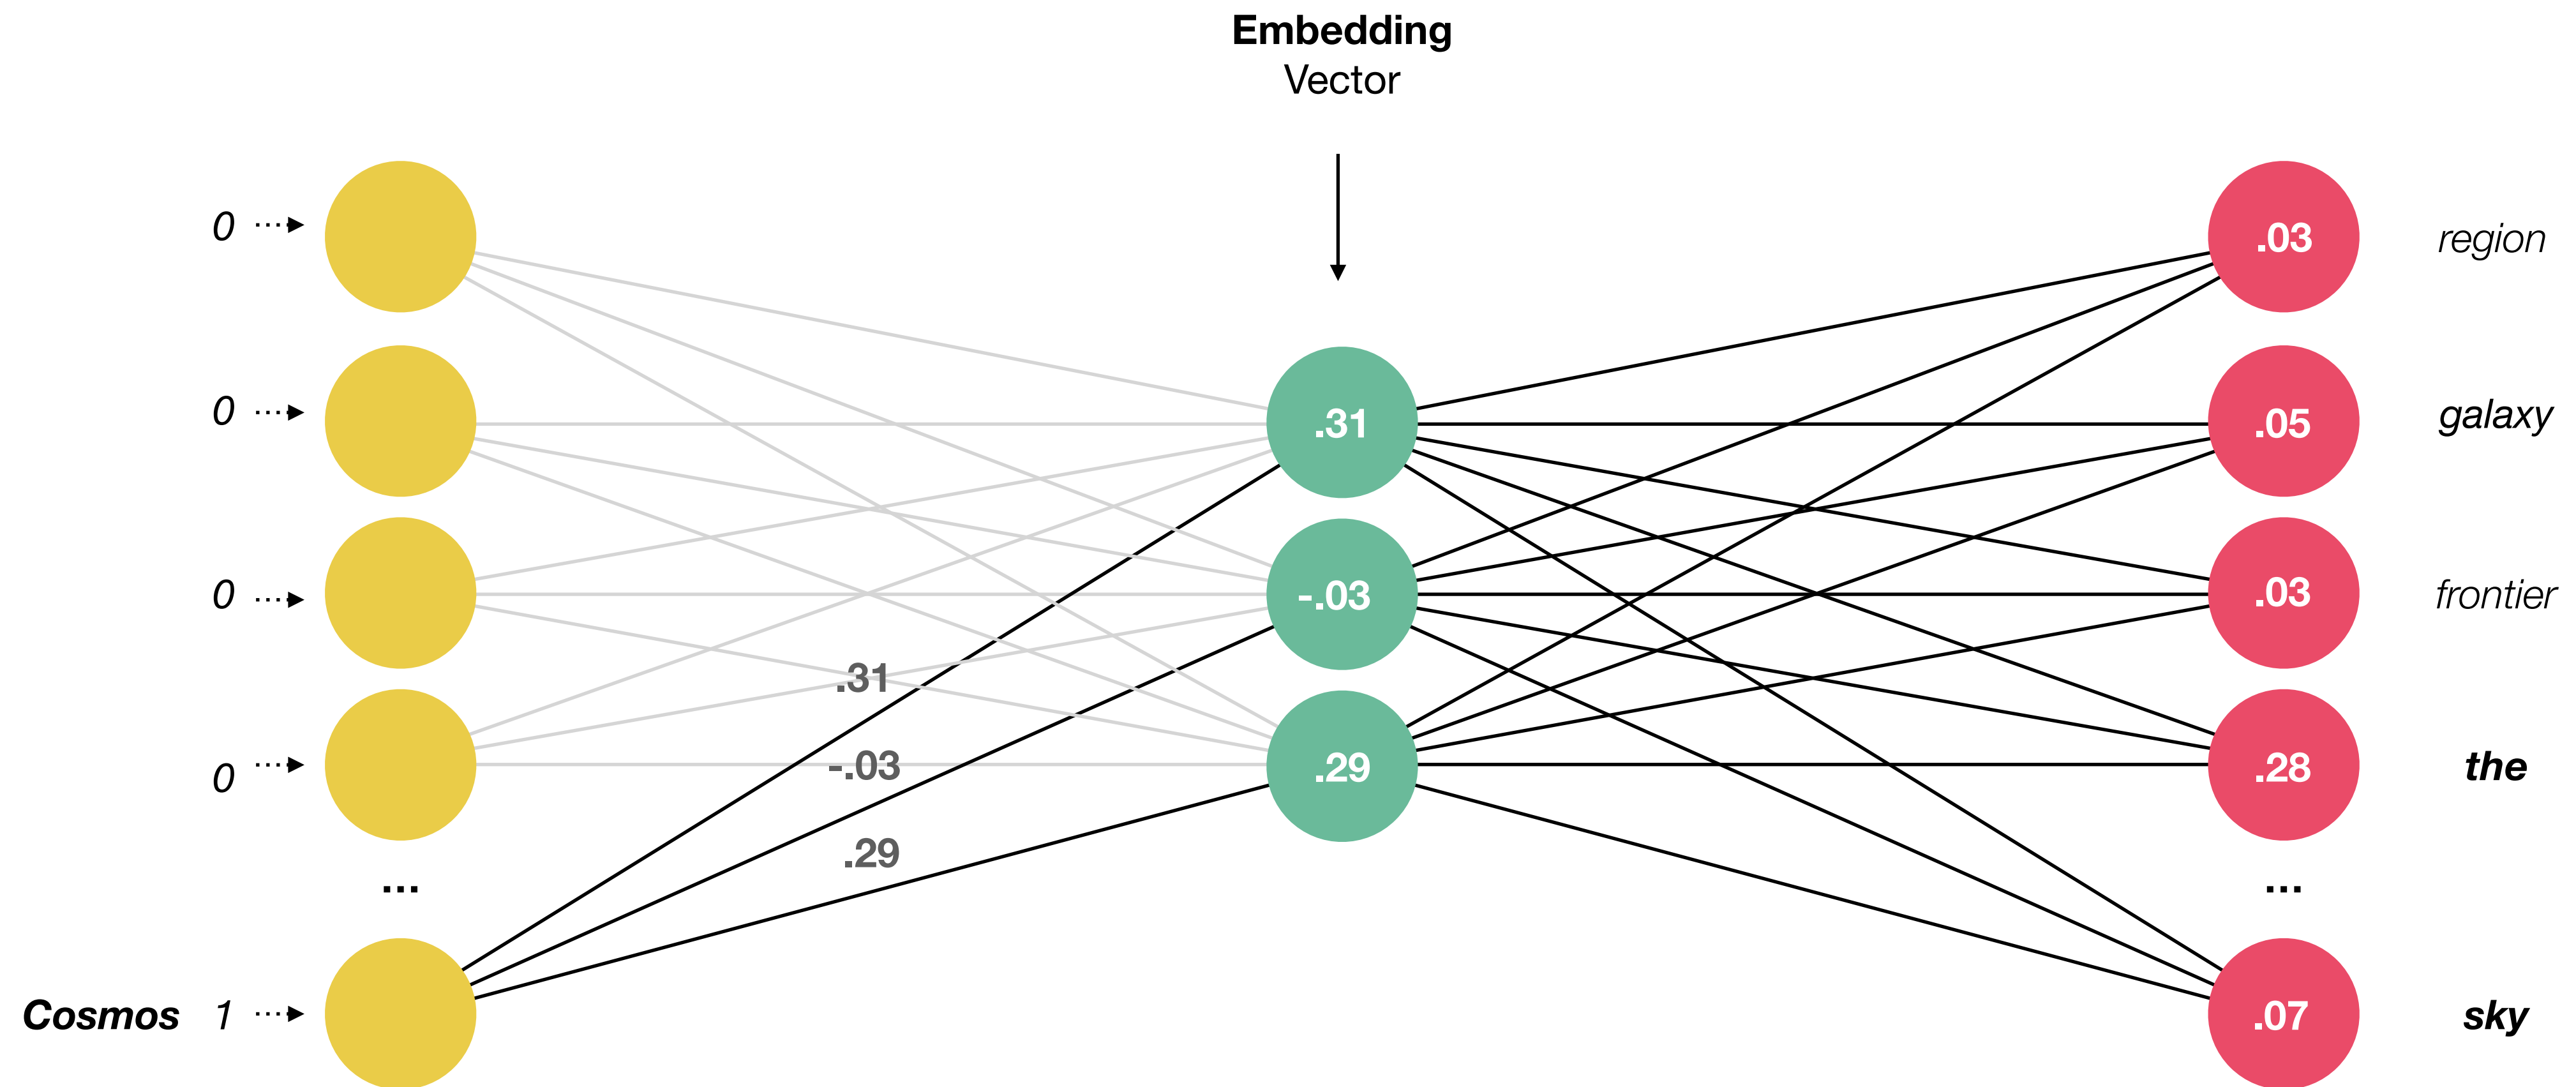 Embedding
Vector
0
.03
region
0
.31
.05
galaxy
0
-.03
.03
frontier
.31
0
-.03
.29
.28
the
.29
...
...
Cosmos 1
.07
sky